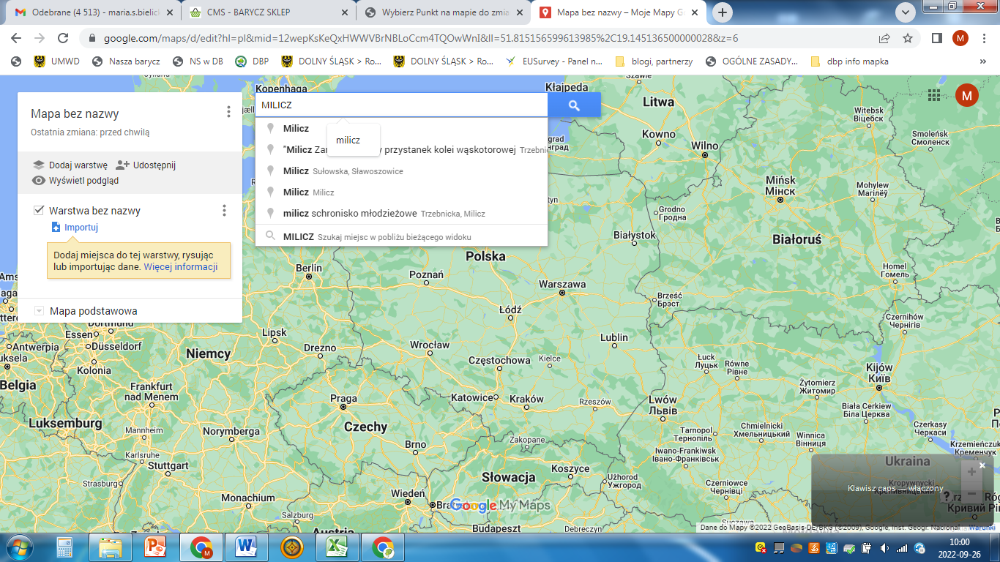 Odebrane (4 513) - maria.s.bielick
CMS - BARYCZ SKLEP
Wybierz Punkt na mapie do zmia
Mapa bez nazwy – Moje Mapy G
google.com/maps/d/edit?hl=pl&mid=12wepKsKeQxHWWVBrNBLoCcm4TQOwWnI&ll=51.815156599613985%2C19.145136500000028&z=6
M
UMWD
Nasza barycz
NS w DB
DBP
DOLNY ŚLĄSK > Ro...
DOLNY ŚLĄSK > Ro...
EUSurvey - Panel n...
blogi, partnerzy
OGÓLNE ZASADY...
dbp info mapka
»
Mapa bez nazwy
Ostatnia zmiana: przed chwilą
Dodaj warstwę
Udostępnij
Wyświetl podgląd
Warstwa bez nazwy
Importuj
Dodaj miejsca do tej warstwy, rysując
lub importując dane. Więcej informacji
Mapa podstawowa
MILICZ
Milicz
milicz
"Milicz Zam
y przystanek kolei wąskotorowej Trzebni
Milicz Sułowska, Sławoszowice
Milicz Milicz
milicz schronisko młodzieżowe Trzebnicka, Milicz
MILICZ Szukaj miejsc w pobliżu bieżącego widoku
M
Kopenhaga
Kłajpeda
Litwa
Kowno
Wilno
Witebsk
Віцебск
Smoleńsk
Смоленск
Mińsk
Мінск
Mohylew
Магілёў
Grodno
Гродна
Białystok
Białoruś
Homel
Гомель
Polska
Berlin
Poznań
Warszawa
Brześć
Брэст
Łódź
Czernihów
Чернігів
Dortmund
Essen
Düsseldorf
Antwerpia
Kolonia
Belgia
Lipsk
Drezno
Wrocław
Lublin
Niemcy
Częstochowa
Kielce
Łuck
Луцьк
Równe
Рівне
Kijów
Київ
Frankfurt
nad Menem
Praga
Katowice
Kraków
Rzeszów
Lwów
Львів
Żytomierz
Житомир
Biała Cerkiew
Біла Церква
Luksemburg
Mannheim
Norymberga
Czechy
Tarnopol
Тернопіль
Chmielnicki
Хмельницький
Winnica
Вінниця
Czerkasy
Черкаси
Karlsruhe
Stuttgart
Brno
Zakopane
Iwano-Frankiwsk
Івано-Франківськ
Krzemieńczuk
Кременчук
Strasburg
Koszyce
Słowacja
Użhorod
Ужгород
Ukraina
Monachium
Wiedeń
Czerniowce
Чернівці
Kropywnycki
Кропивницький
Кривий Ріг
Klawisz caps — włączony
Salzburg
Austria
Budapeszt
Debreczyn
Google My Maps
Dane do Mapy ©2022 GeoBasis-DE/BKG (©2009), Google, Inst. Geogr. Nacional
Warunki
10:00
2022-09-26